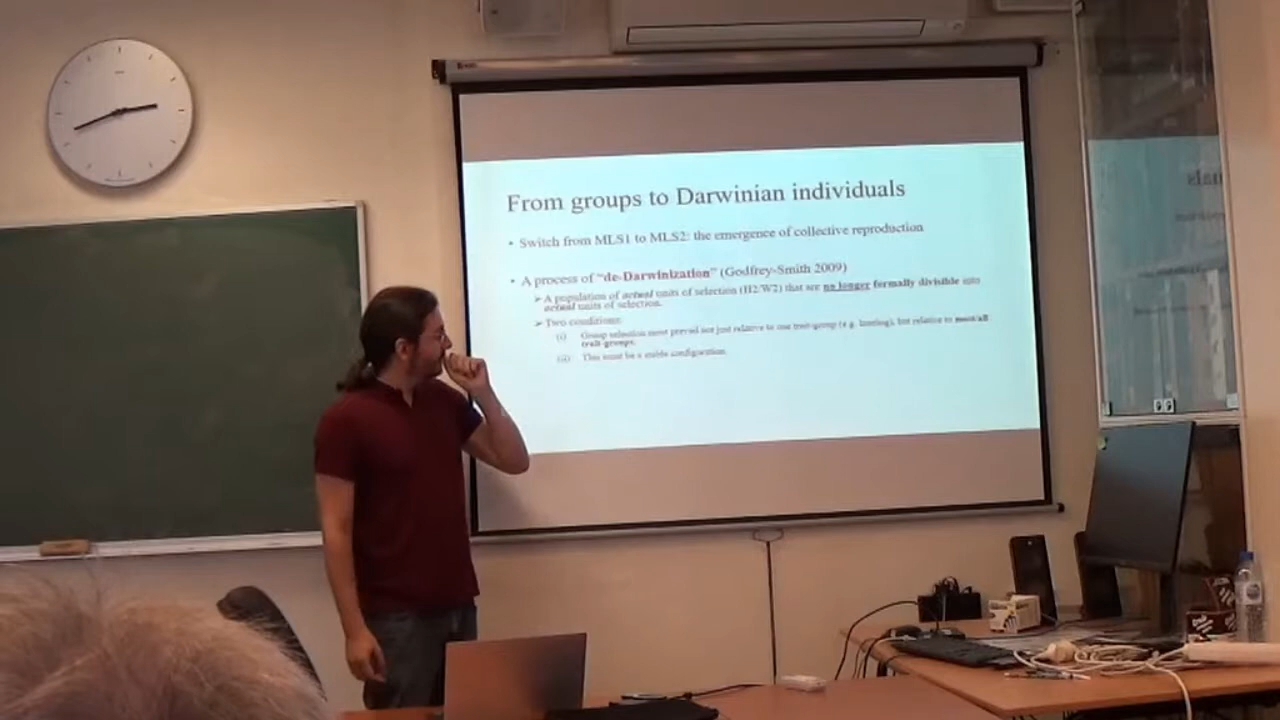 From groups to Darwinian individuals
• Switch from MLS1 to MLS2: the emergence of collective reproduction
• A process of "de-Darwinization" (Godfrey-Smith 2009)
➢ A population of actual units of selection (H2/W2) that are no longer formally divisible into
actual units of selection.
➢ Two conditions:
(i) Group selection must prevail not just relative to one trait-group (e.g. hunting), but relative to most/all
trait-groups.
(ii) This must be a stable configuration.